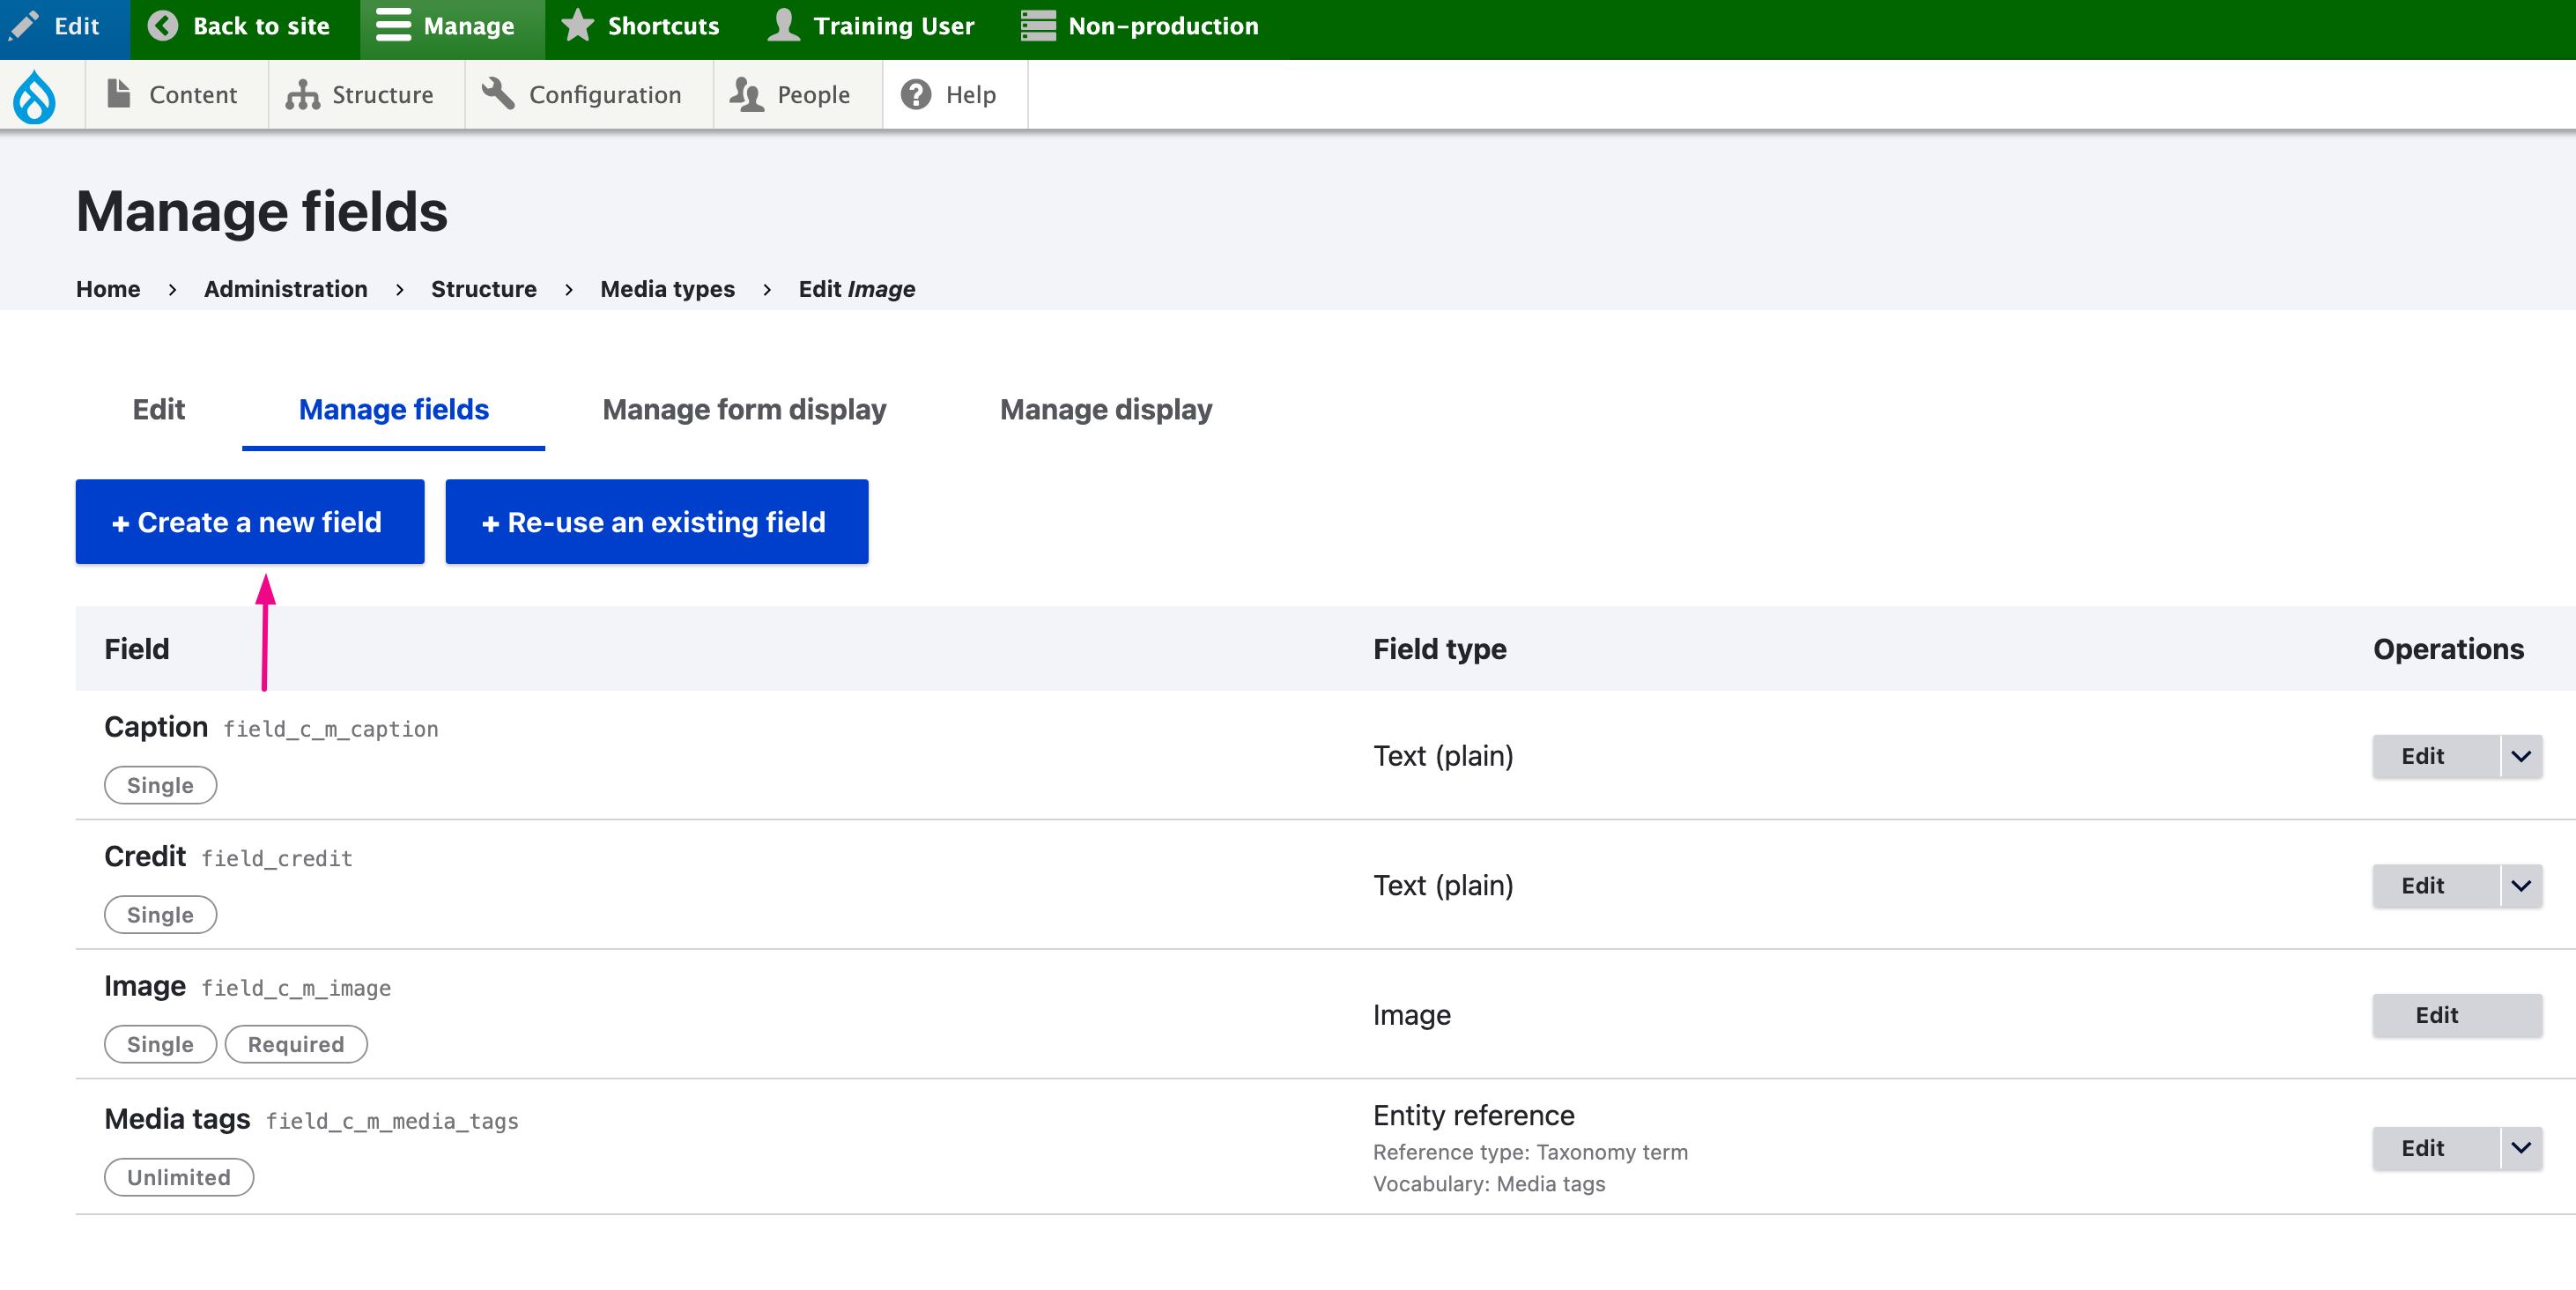 Edit Back to site Manage Shortcuts Training User Non-production
Content Structure Configuration People Help
Manage fields
Home › Administration › Structure › Media types › Edit Image
Edit Manage fields Manage form display Manage display
+ Create a new field + Re-use an existing field
Field Field type Operations
Caption field_c_m_caption
Single
Text (plain)
Edit
Credit field_credit
Single
Text (plain)
Edit
Image field_c_m_image
Single Required
Image
Edit
Media tags field_c_m_media_tags
Unlimited
Entity reference
Reference type: Taxonomy term
Vocabulary: Media tags
Edit